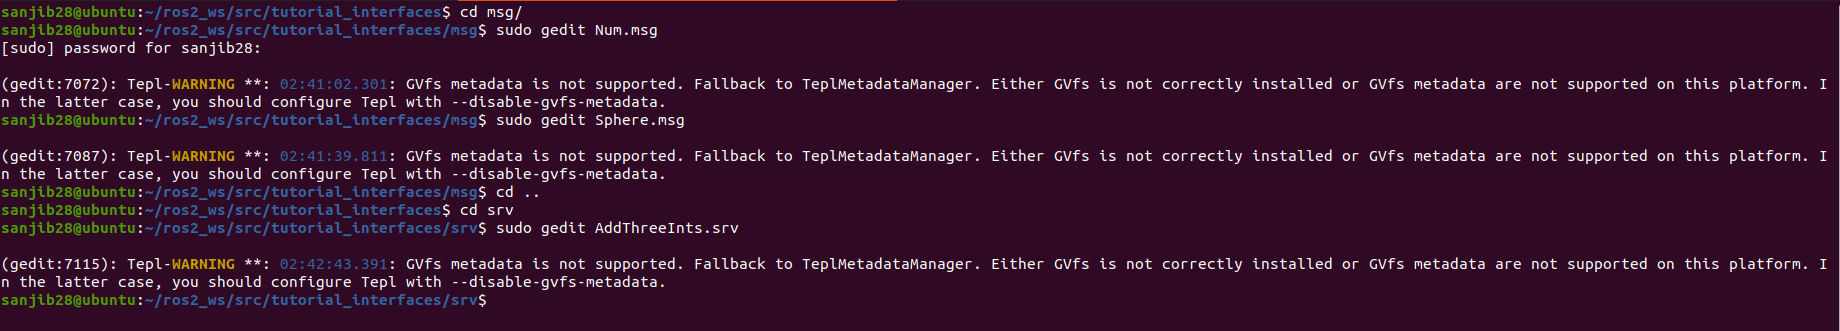 sanjib28@ubuntu:~/ros2_ws/src/tutorial_interfaces$ cd msg/
sanjib28@ubuntu:~/ros2_ws/src/tutorial_interfaces/msg$ sudo gedit Num.msg
[sudo] password for sanjib28:
(gedit:7072): Tepl-WARNING **: 02:41:02.301: GVfs metadata is not supported. Fallback to TeplMetadataManager. Either GVfs is not correctly installed or GVfs metadata are not supported on this platform. I
n the latter case, you should configure Tepl with --disable-gvfs-metadata.
sanjib28@ubuntu:~/ros2_ws/src/tutorial_interfaces/msg$ sudo gedit Sphere.msg
(gedit:7087): Tepl-WARNING **: 02:41:39.811: GVfs metadata is not supported. Fallback to TeplMetadataManager. Either GVfs is not correctly installed or GVfs metadata are not supported on this platform. I
n the latter case, you should configure Tepl with --disable-gvfs-metadata.
sanjib28@ubuntu:~/ros2_ws/src/tutorial_interfaces/msg$ cd ..
sanjib28@ubuntu:~/ros2_ws/src/tutorial_interfaces$ cd srv
sanjib28@ubuntu:~/ros2_ws/src/tutorial_interfaces/srv$ sudo gedit AddThreeInts.srv
(gedit:7115): Tepl-WARNING **: 02:42:43.391: GVfs metadata is not supported. Fallback to TeplMetadataManager. Either GVfs is not correctly installed or GVfs metadata are not supported on this platform. I
n the latter case, you should configure Tepl with --disable-gvfs-metadata.
sanjib28@ubuntu:~/ros2_ws/src/tutorial_interfaces/srv$